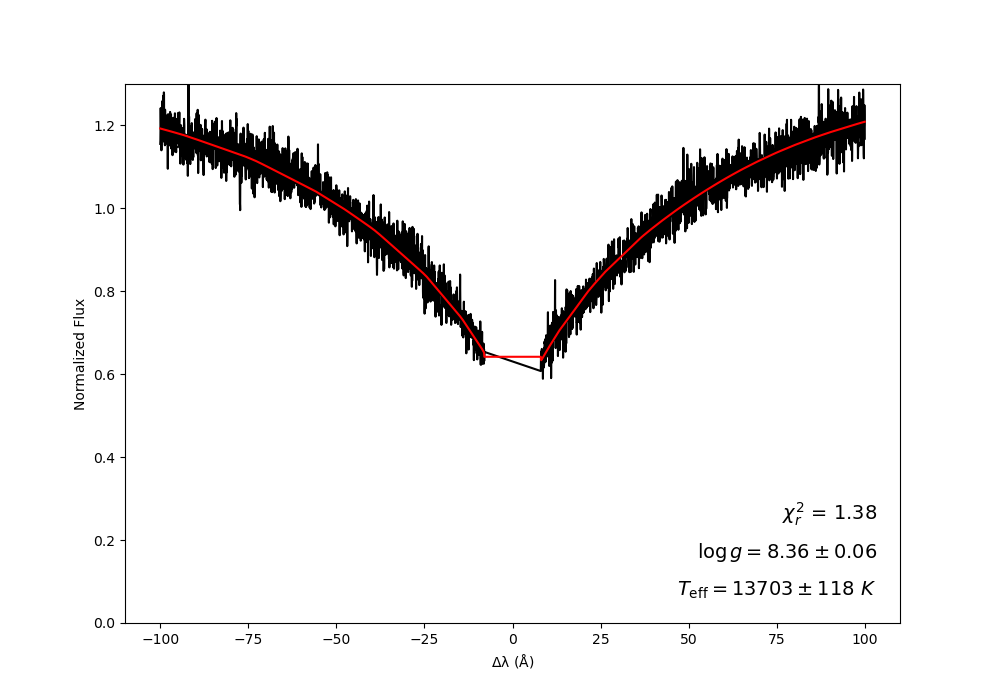 1.2
1.0
0.8
0.6
0.4
0.2
0.0
Normalized Flux
χ²ᵣ = 1.38
log g = 8.36 ± 0.06
T_eff = 13703 ± 118 K
−100 −75 −50 −25 0 25 50 75 100
Δλ (Å)